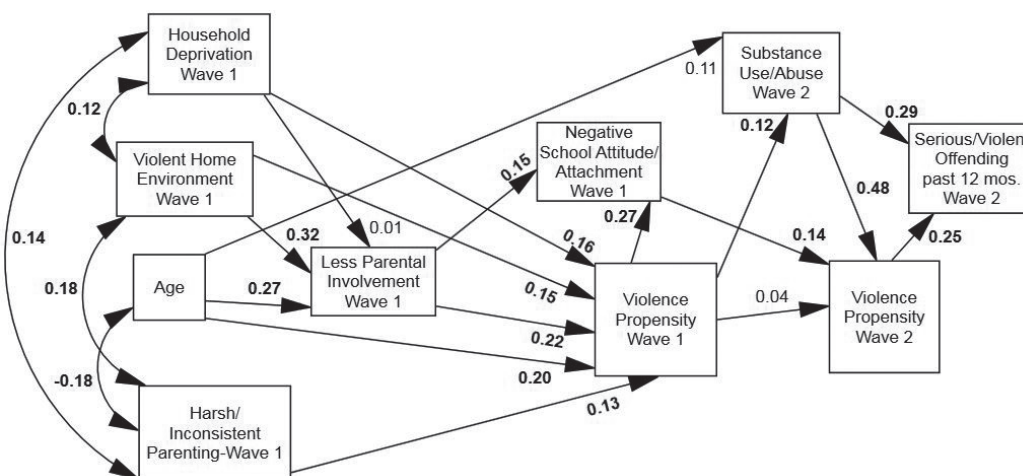 Household
Deprivation
Wave 1
Substance
Use/Abuse
Wave 2
0.11
0.12
0.29
0.12
Negative
School Attitude/
Attachment
Wave 1
Offending
past 12 mos.
Wave 2
Serious/Violen
Violent Home
Environment
Wave 1
0.15
0.48
0.27
0.14
0.32
0.01
0.16
0.14
0.25
Less Parental
Involvement
Wave 1
Age
0.18
0.27
0.15
Violence
Propensity
Wave 1
0.04
Violence
Propensity
Wave 2
0.22
0.20
-0.18
0.13
Harsh/
Inconsistent
Parenting-Wave 1